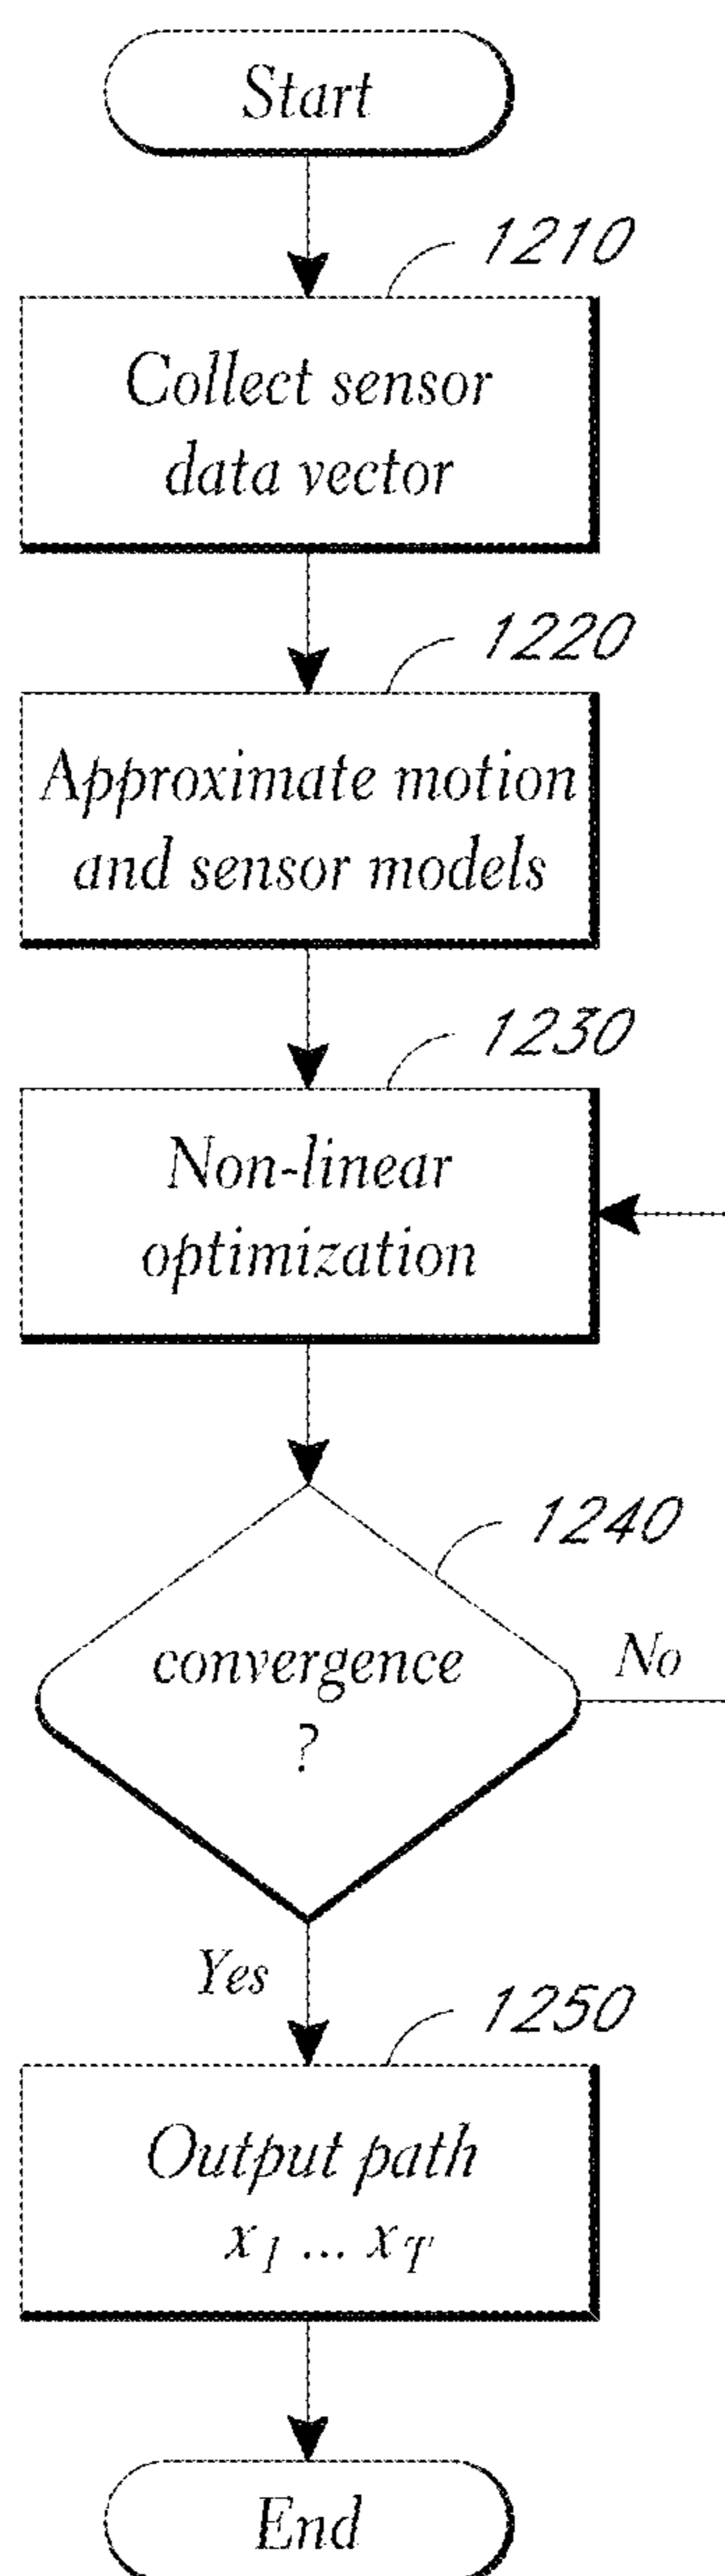 Start
1210
Collect sensor
data vector
1220
Approximate motion
and sensor models
1230
Non-linear
optimization
1240
convergence
?
No
Yes
1250
Output path
x1 ... xT
End